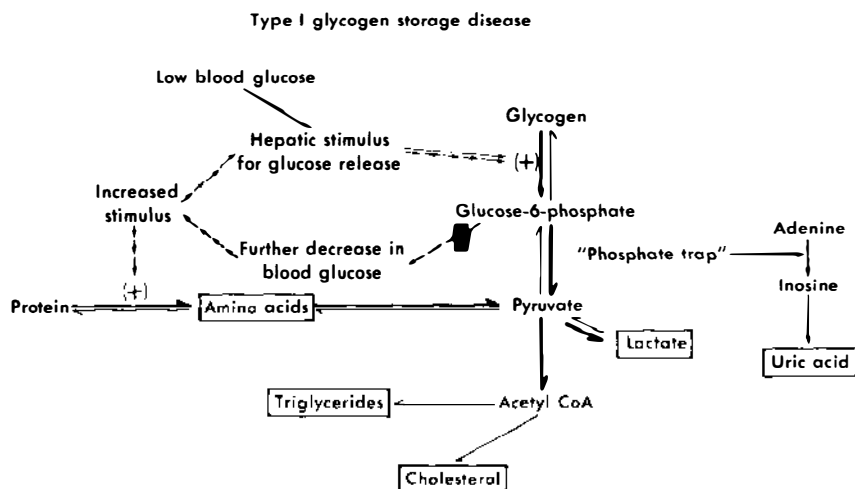 Type I glycogen storage disease
Low blood glucose
Glycogen
Hepatic stimulus
for glucose release
(+)
Increased
stimulus
Glucose-6-phosphate
Adenine
Further decrease in
blood glucose
"Phosphate trap"
Inosine
(+)
Protein
Amino acids
Pyruvate
Lactate
Uric acid
Triglycerides
Acetyl CoA
Cholesterol